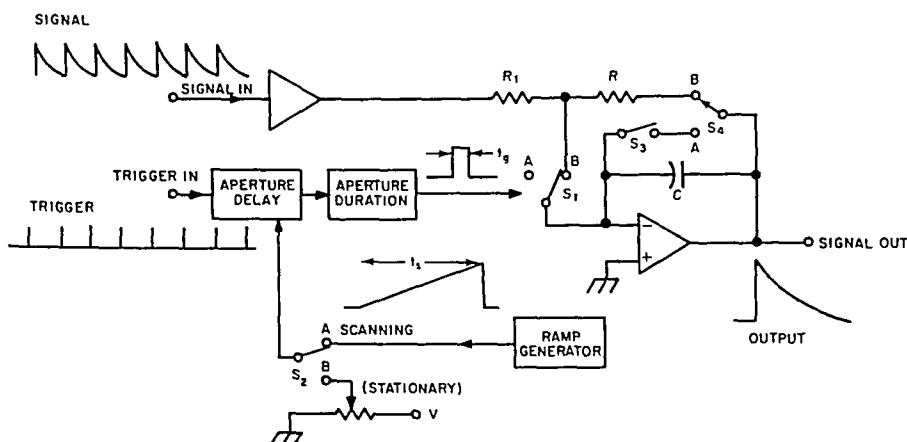 SIGNAL
SIGNAL IN
R1
R
B
S4
S3
A
C
A
B
S1
tg
TRIGGER IN
APERTURE
DELAY
APERTURE
DURATION
TRIGGER
−
+
SIGNAL OUT
OUTPUT
ts
A SCANNING
RAMP
GENERATOR
S2
B
(STATIONARY)
V